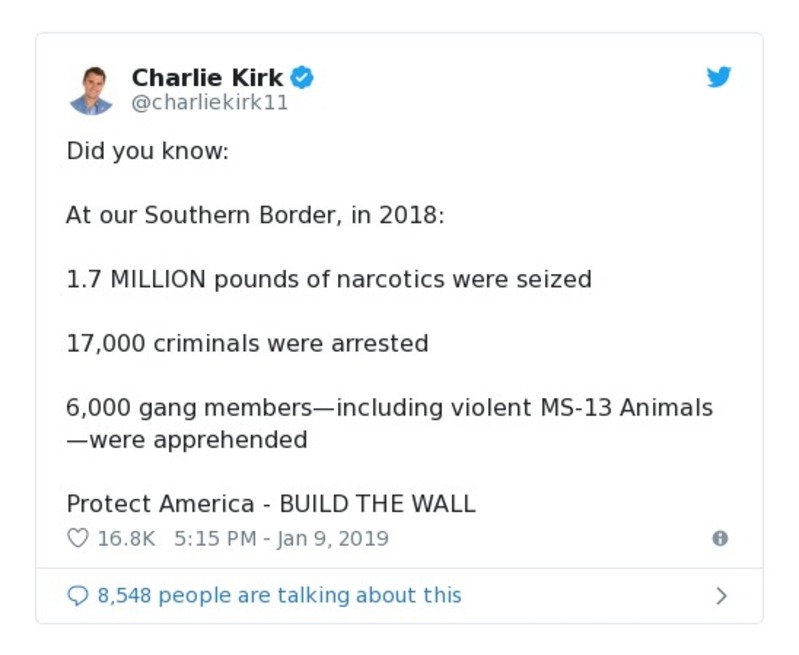 Charlie Kirk
@charliekirk11
Did you know:
At our Southern Border, in 2018:
1.7 MILLION pounds of narcotics were seized
17,000 criminals were arrested
6,000 gang members—including violent MS-13 Animals
—were apprehended
Protect America - BUILD THE WALL
16.8K 5:15 PM - Jan 9, 2019
8,548 people are talking about this